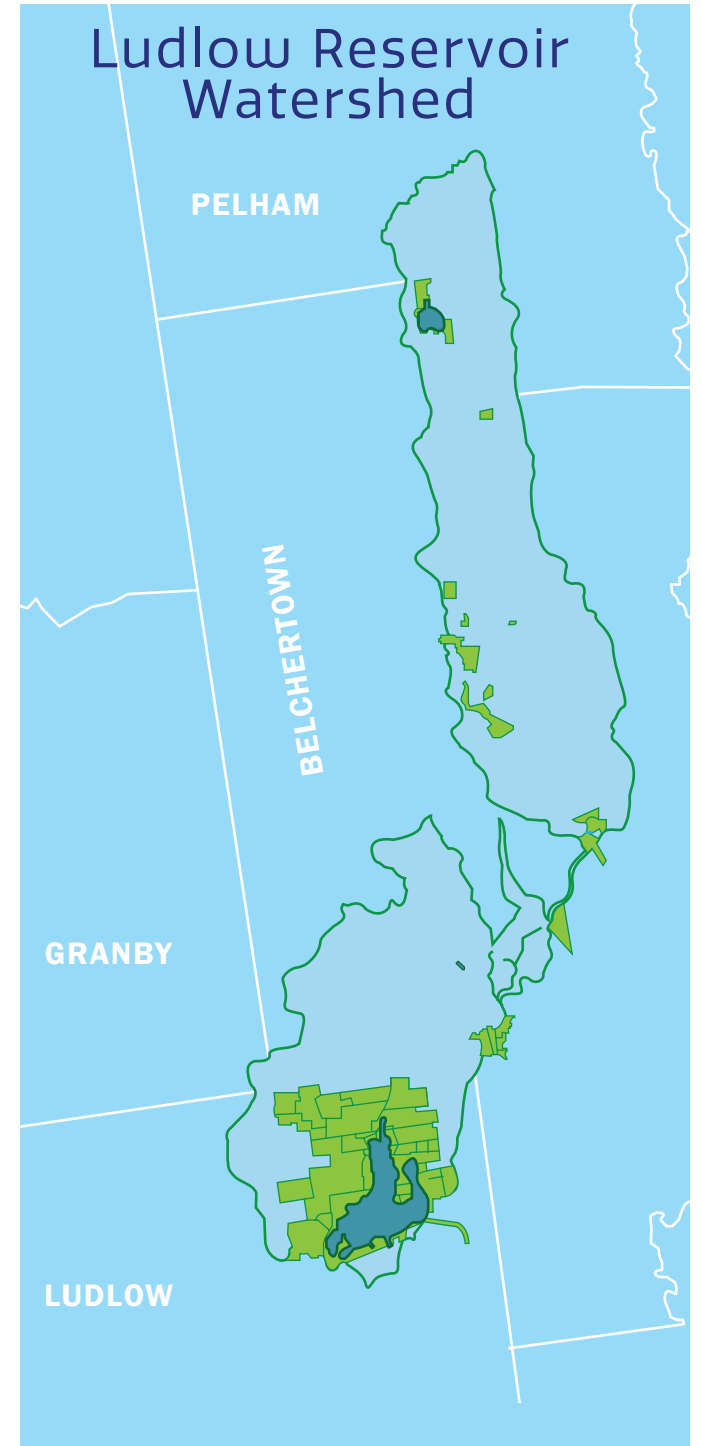 Ludlow Reservoir
Watershed
PELHAM
BELCHERTOWN
GRANBY
LUDLOW